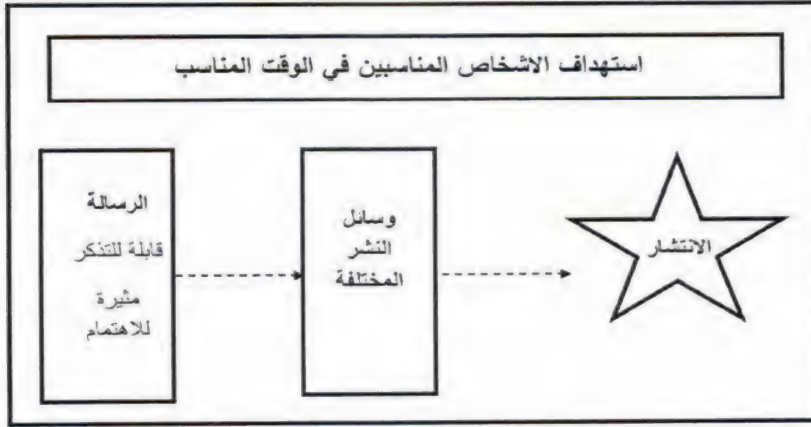 استهداف الاشخاص المناسبين في الوقت المناسب
الرسالة
قابلة للتذكر
مثيرة
للاهتمام
وسائل
النشر
المختلفة
الانتشار